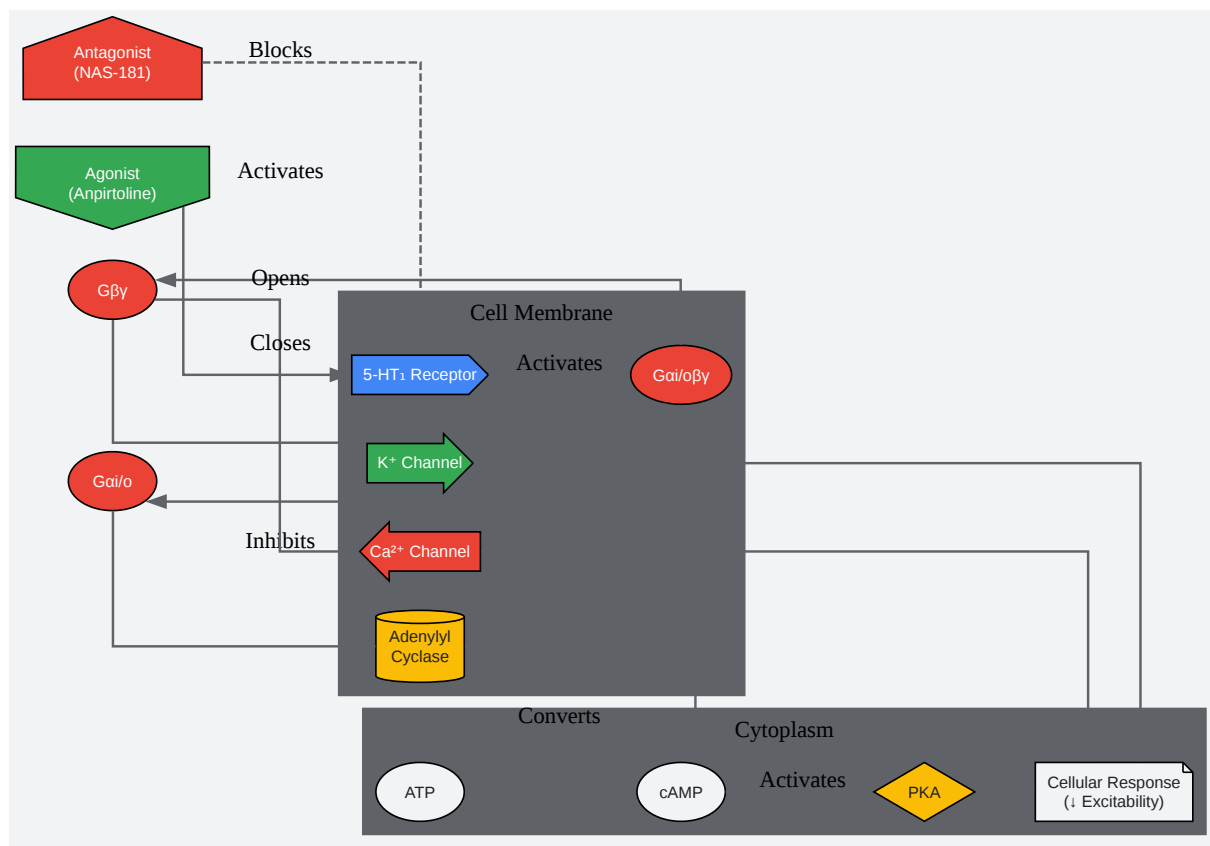 Antagonist
(NAS-181)
Blocks
Agonist
(Anpirtoline)
Activates
Gβγ
Opens
Closes
Cell Membrane
5-HT₁ Receptor
Activates
Gαi/oβγ
K⁺ Channel
Gαi/o
Inhibits
Ca²⁺ Channel
Adenylyl
Cyclase
Converts
Cytoplasm
ATP
cAMP
Activates
PKA
Cellular Response
(↓ Excitability)